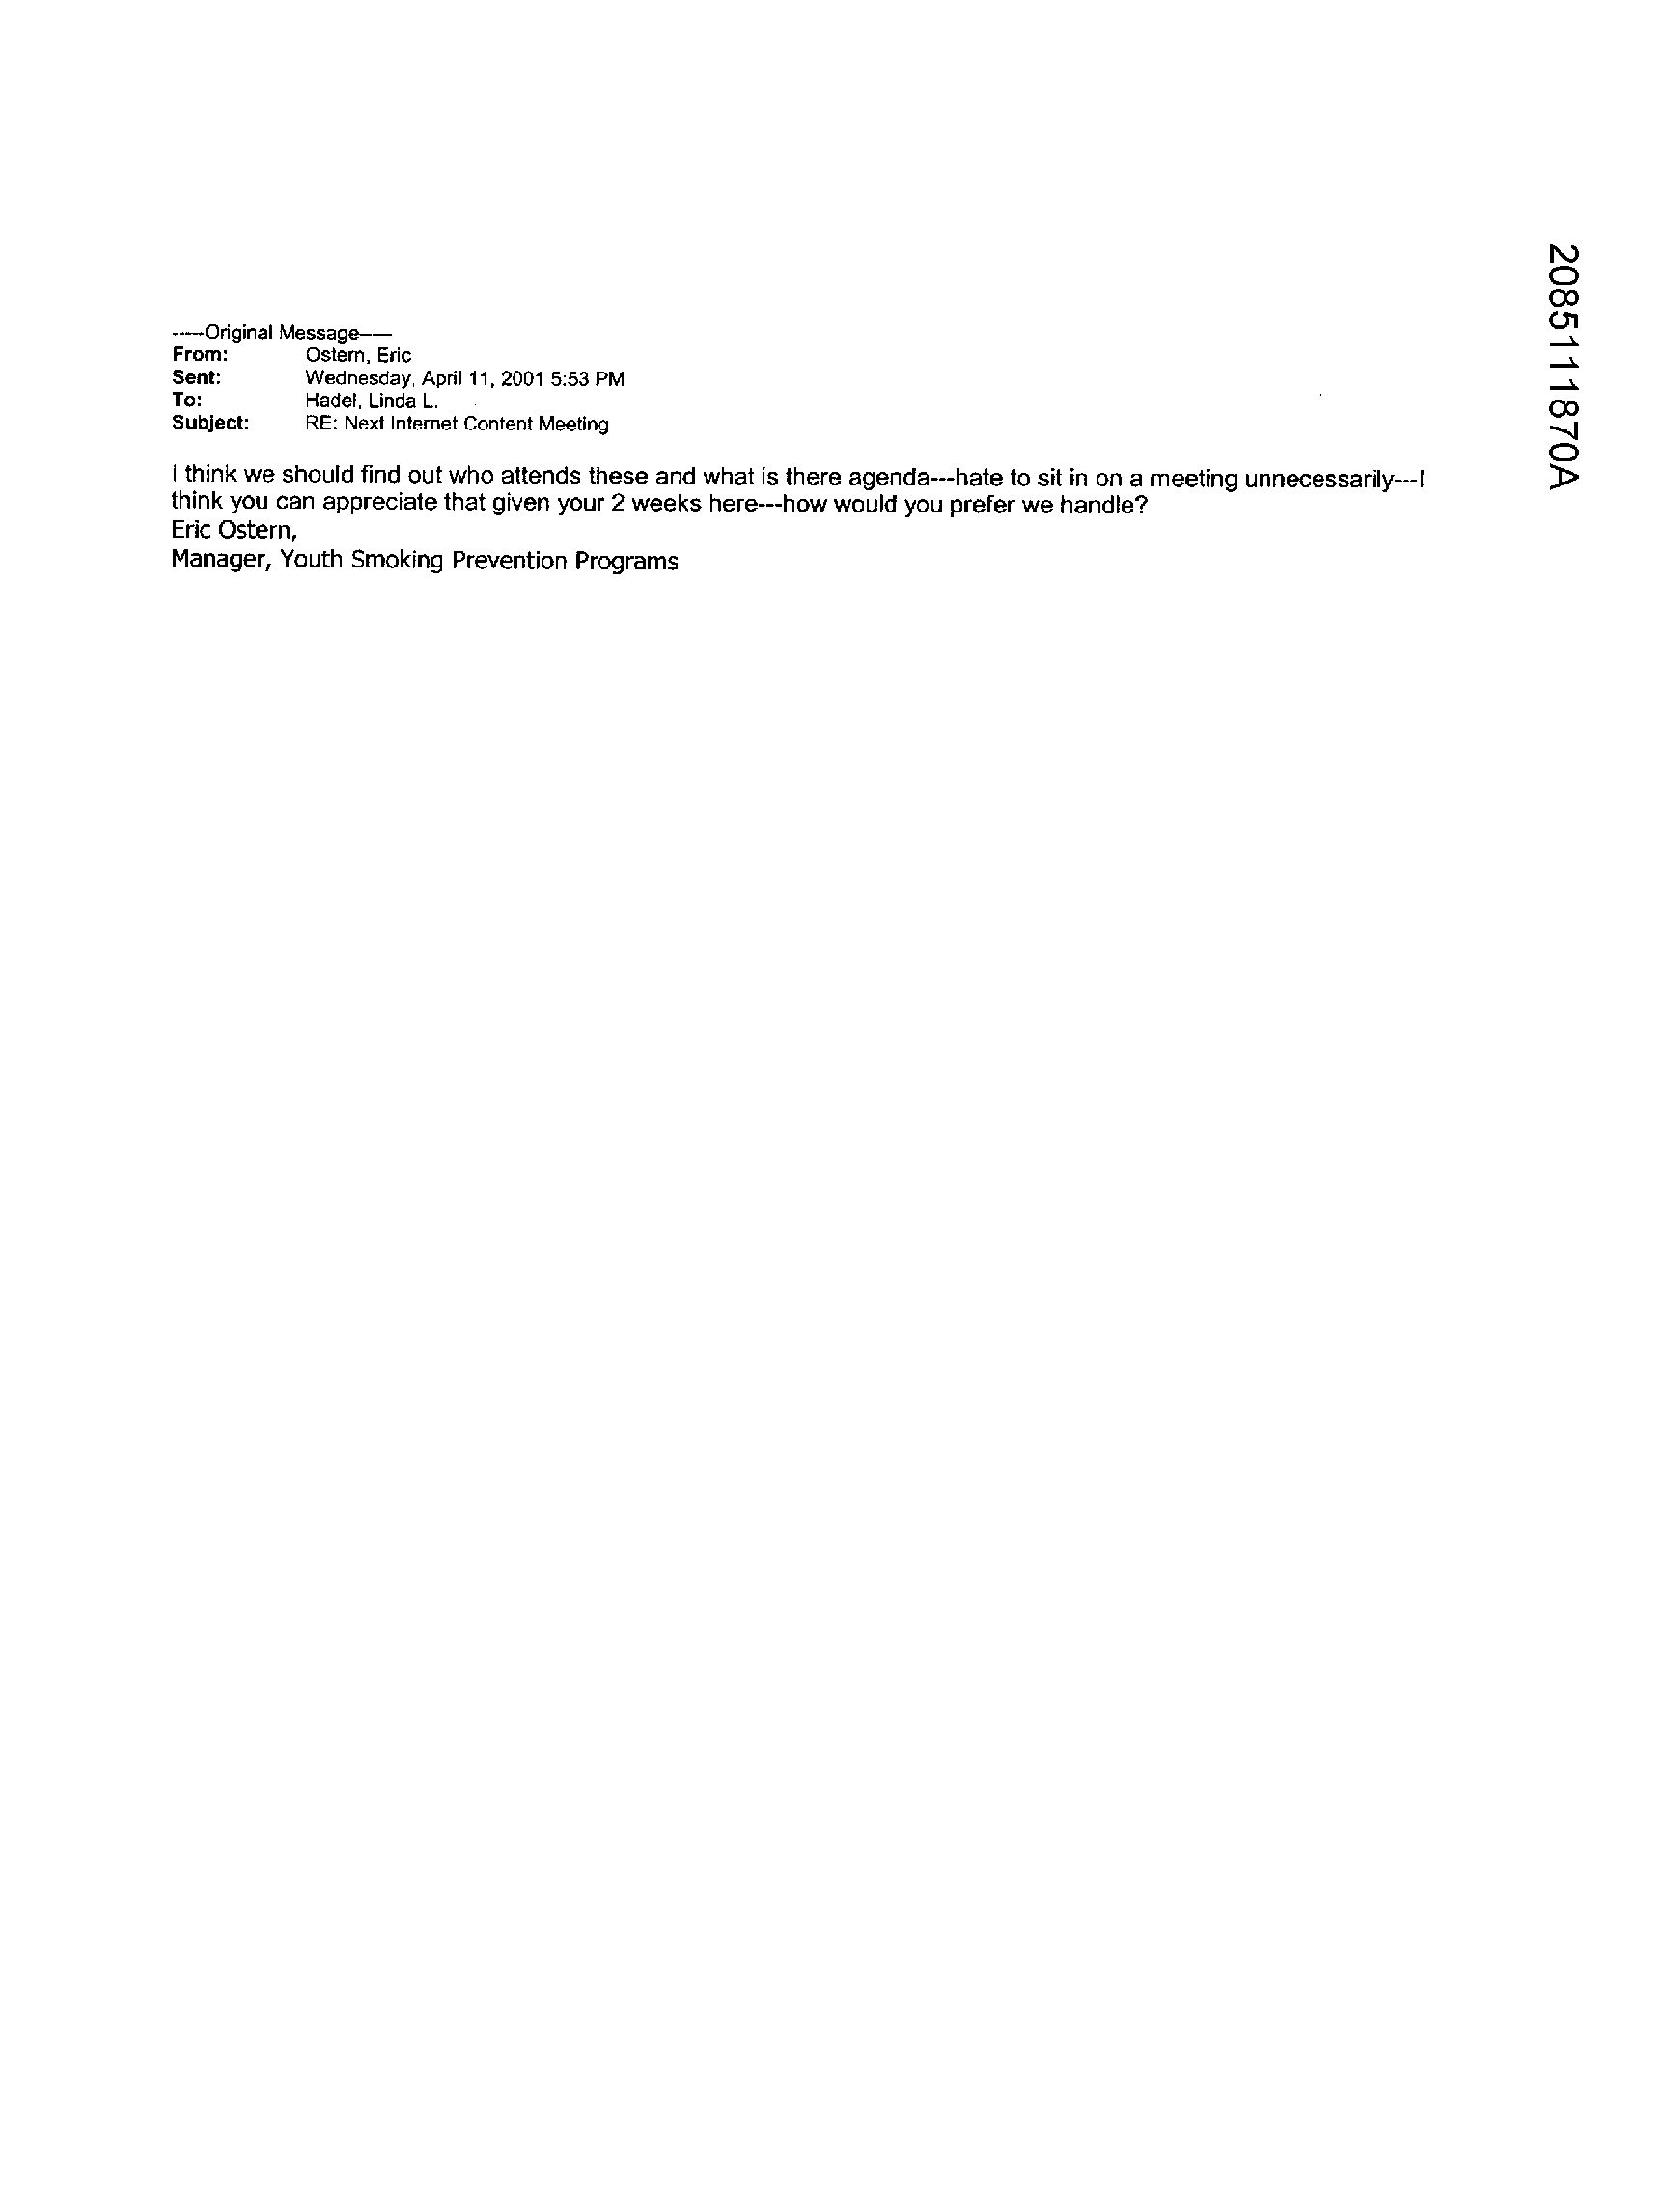 -----Original Message-----
From: Ostern, Eric
Sent: Wednesday, April 11, 2001 5:53 PM
To: Hadel, Linda L.
Subject: RE: Next Internet Content Meeting
I think we should find out who attends these and what is there agenda---hate to sit in on a meeting unnecessarily---I
think you can appreciate that given your 2 weeks here---how would you prefer we handle?
Eric Ostern,
Manager, Youth Smoking Prevention Programs
2085111870A